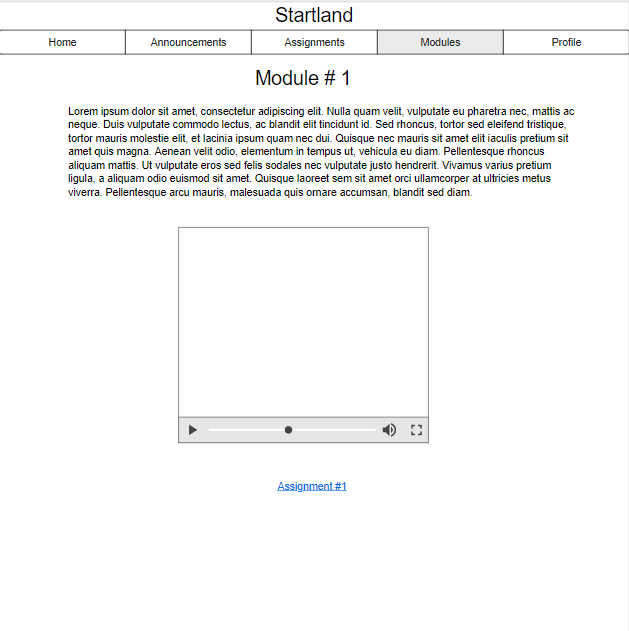 Startland
Home Announcements Assignments Modules Profile
Module # 1
Lorem ipsum dolor sit amet, consectetur adipiscing elit. Nulla quam velit, vulputate eu pharetra nec, mattis ac
neque. Duis vulputate commodo lectus, ac blandit elit tincidunt id. Sed rhoncus, tortor sed eleifend tristique,
tortor mauris molestie elit, et lacinia ipsum quam nec dui. Quisque nec mauris sit amet elit iaculis pretium sit
amet quis magna. Aenean velit odio, elementum in tempus ut, vehicula eu diam. Pellentesque rhoncus
aliquam mattis. Ut vulputate eros sed felis sodales nec vulputate justo hendrerit. Vivamus varius pretium
ligula, a aliquam odio euismod sit amet. Quisque laoreet sem sit amet orci ullamcorper at ultricies metus
viverra. Pellentesque arcu mauris, malesuada quis ornare accumsan, blandit sed diam.
Assignment #1